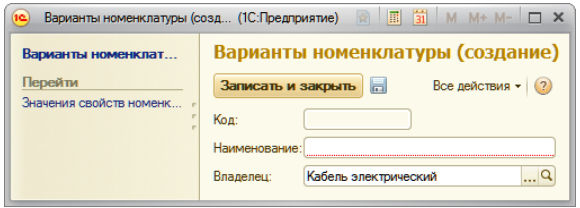 Варианты номенклатуры (созд... (1С:Предприятие)
M M+ M-
31
Варианты номенклат...
Перейти
Значения свойств номенк...
Варианты номенклатуры (создание)
Записать и закрыть
Все действия
?
Код:
Наименование:
Владелец: Кабель электрический ...